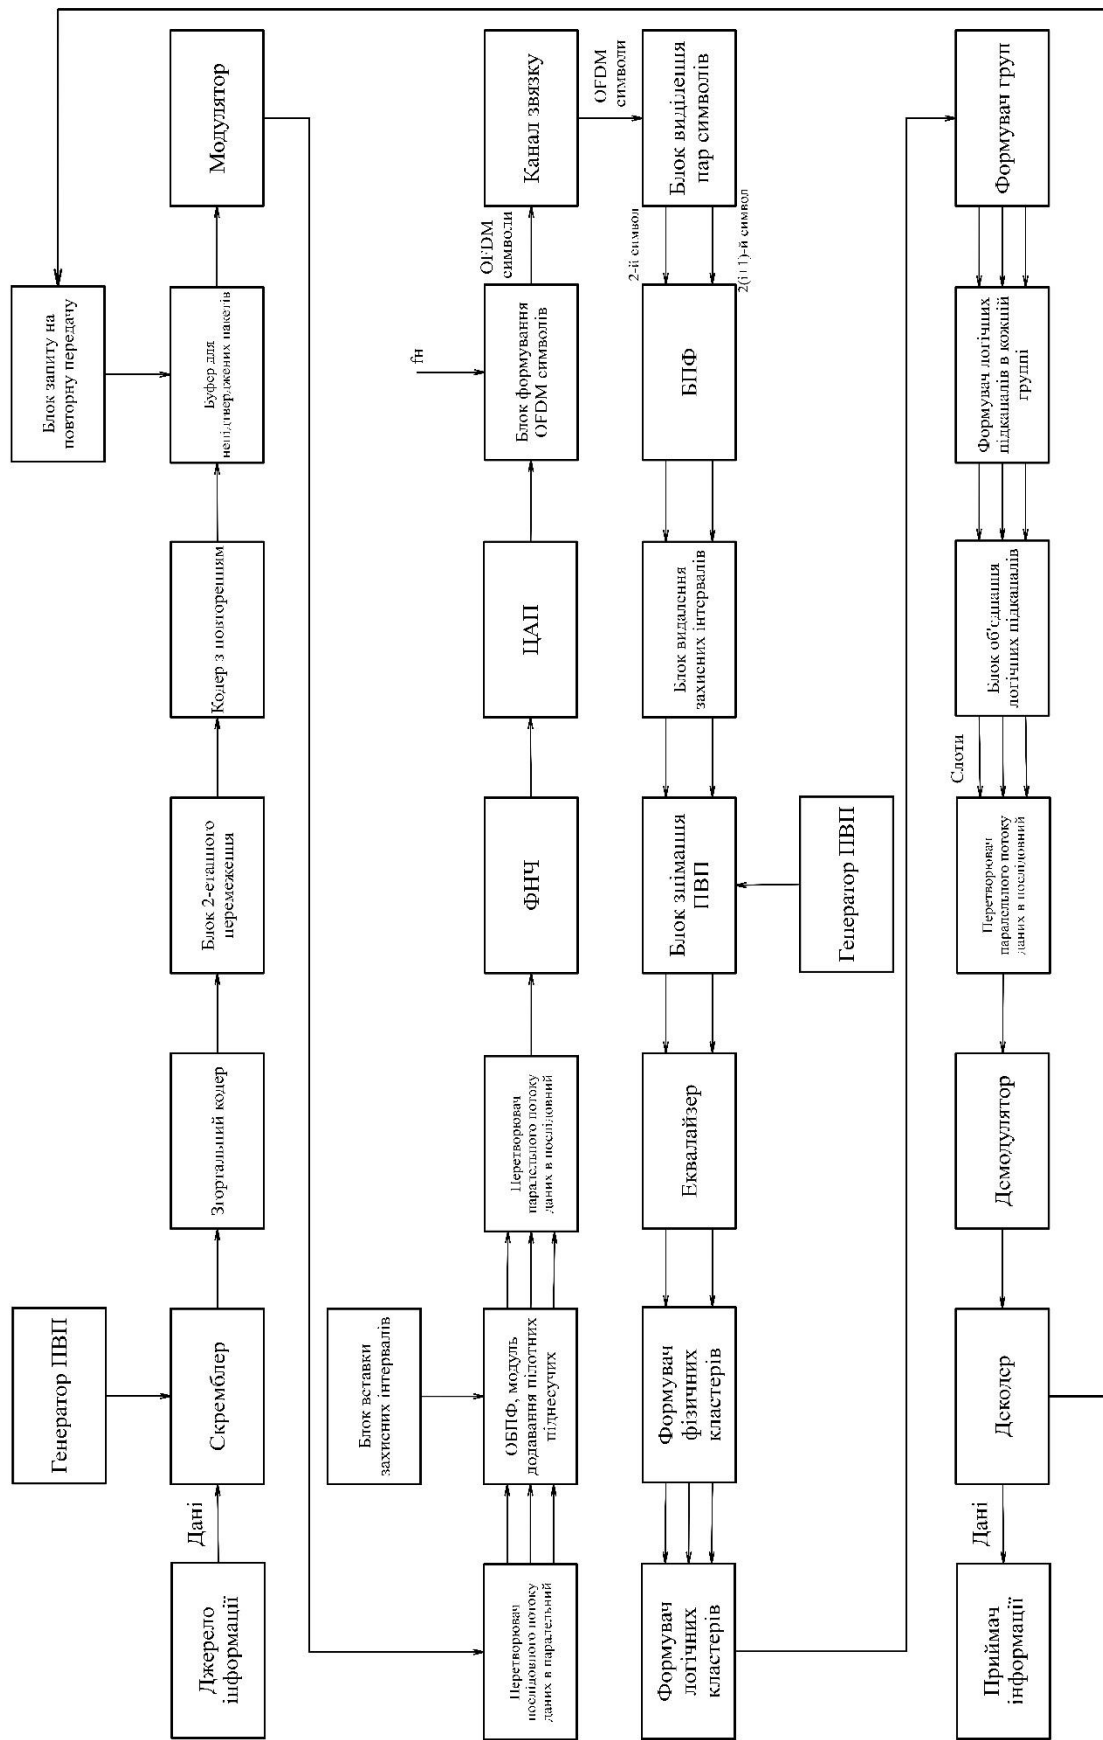 Генератор ПВП
Блок запиту на
повторну передачу
Джерело
інформації
Дані
Скремблер
Згортальний кодер
Блок 2-етапного
перемеження
Кодер з повторенням
Буфер для
непідтверджених пакетів
Модулятор
Блок вставки
захисних інтервалів
fн
Перетворювач
послідовного потоку
даних в паралельний
ОБПФ, модуль
додавання пілотних
піднесучих
Перетворювач
паралельного потоку
даних в послідовний
ФНЧ
ЦАП
Блок формування
OFDM символів
OFDM
символи
Канал звязку
OFDM
символи
Блок виділення
пар символів
2-й символ
2(i+1)-й символ
БПФ
Блок видалення
захисних інтервалів
Блок знімання
ПВП
Генератор ПВП
Еквалайзер
Формувач
фізичних
кластерів
Формувач
логічних
кластерів
Формувач груп
Формувач логічних
підканалів в кожній
группі
Блок об'єднання
логічних підканалів
Слоти
Перетворювач
паралельного потоку
даних в послідовний
Демодулятор
Декодер
Дані
Приймач
інформації